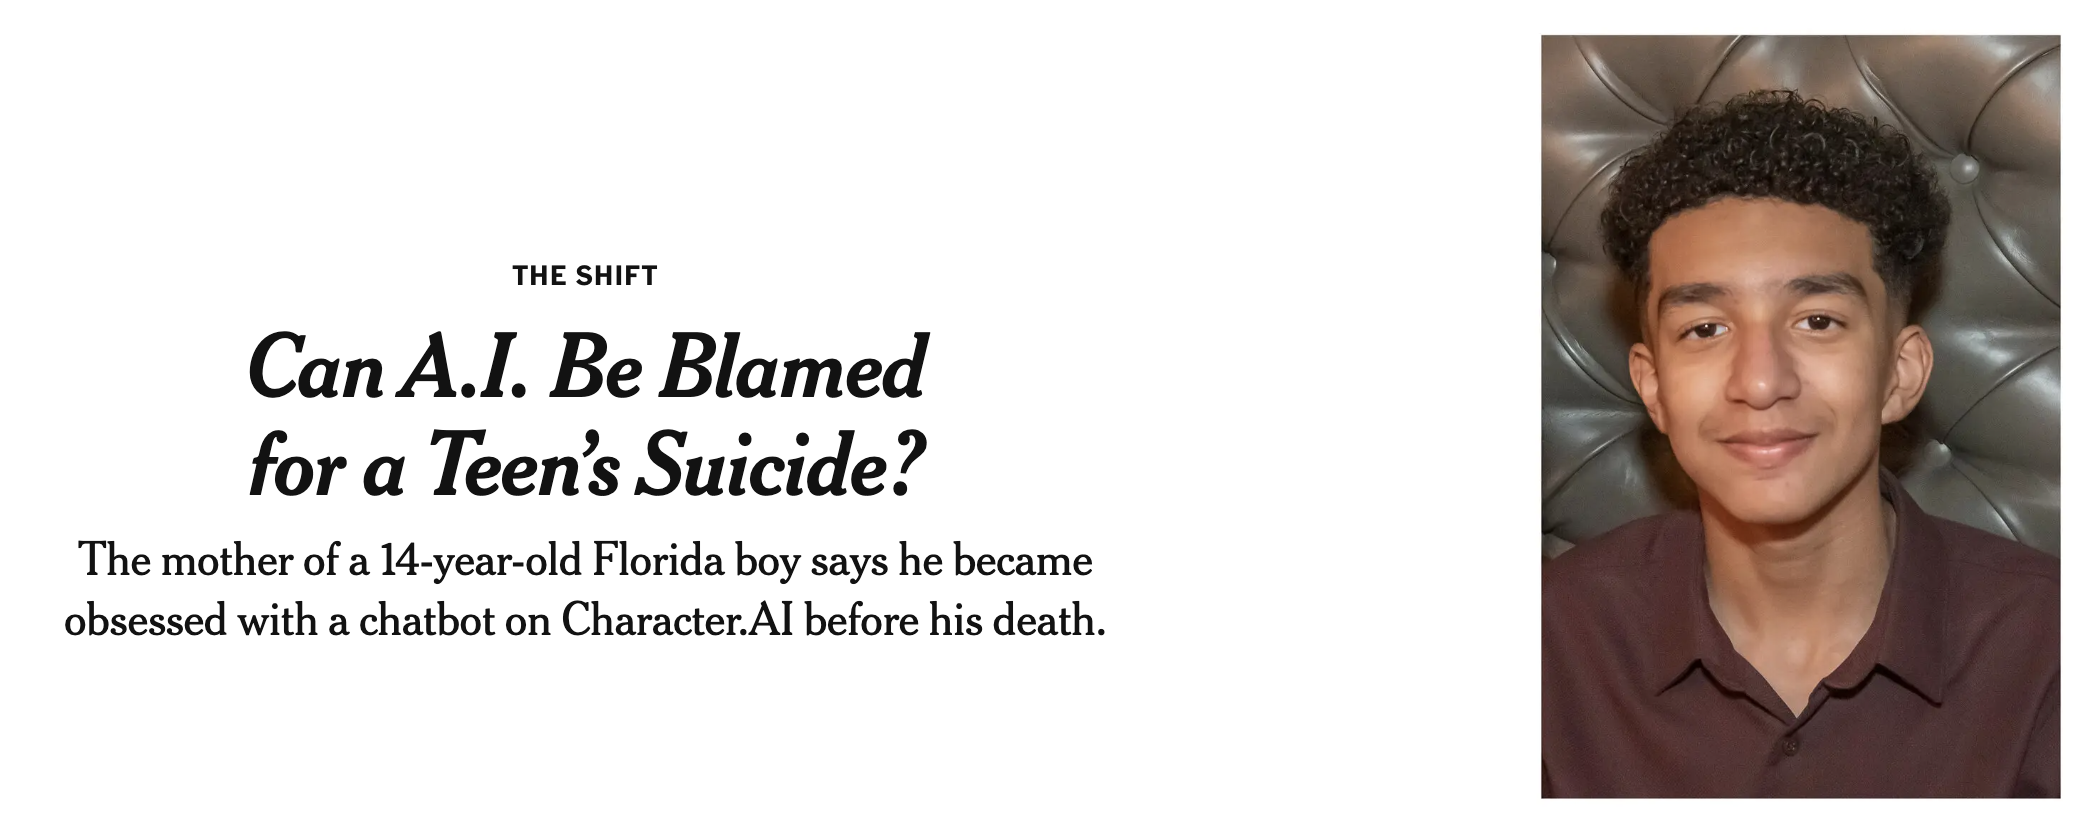 THE SHIFT
Can A.I. Be Blamed
for a Teen’s Suicide?
The mother of a 14-year-old Florida boy says he became
obsessed with a chatbot on Character.AI before his death.